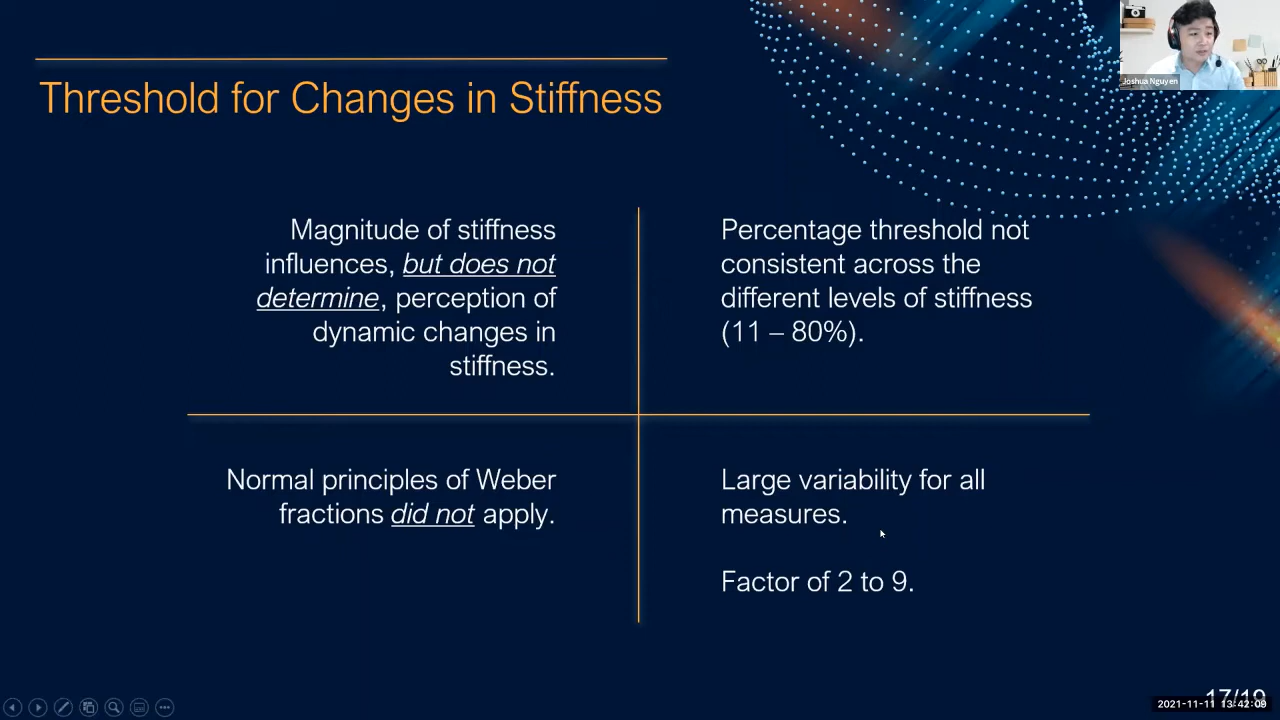 Threshold for Changes in Stiffness
Joshua Nguyen
Magnitude of stiffness
influences, but does not
determine, perception of
dynamic changes in
stiffness.
Percentage threshold not
consistent across the
different levels of stiffness
(11 – 80%).
Normal principles of Weber
fractions did not apply.
Large variability for all
measures.
Factor of 2 to 9.
17/19
2021-11-11 13:42:09